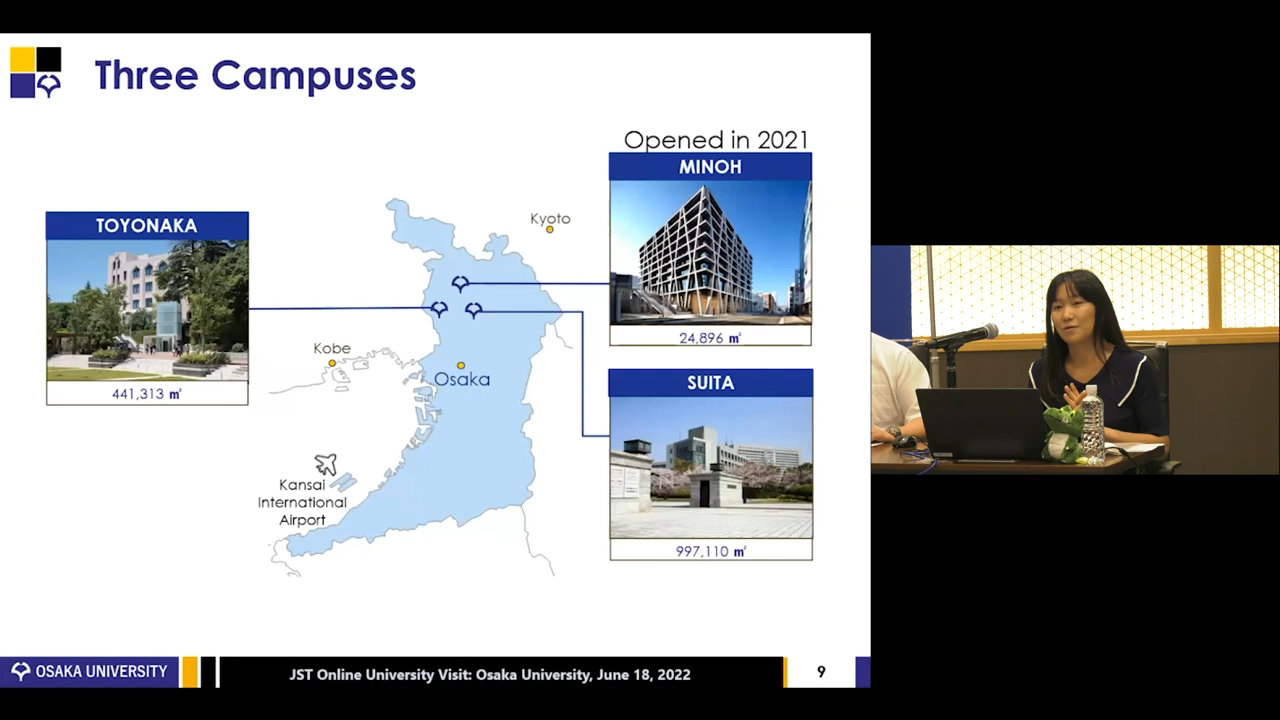 Three Campuses
Opened in 2021
MINOH
24,896 ㎡
TOYONAKA
441,313 ㎡
Kyoto
Kobe
Osaka
Kansai
International
Airport
SUITA
997,110 ㎡
OSAKA UNIVERSITY
JST Online University Visit: Osaka University, June 18, 2022
9